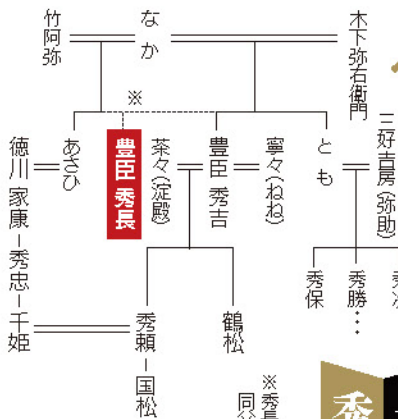 木下弥右衛門
なか
竹阿弥
※
三好吉房(弥助)
とも
寧々(ねね)
豊臣 秀吉
茶々(淀殿)
豊臣 秀長
あさひ
徳川 家康－秀忠－千姫
秀勝…
秀保
鶴松
秀頼－国松
※秀長
秀